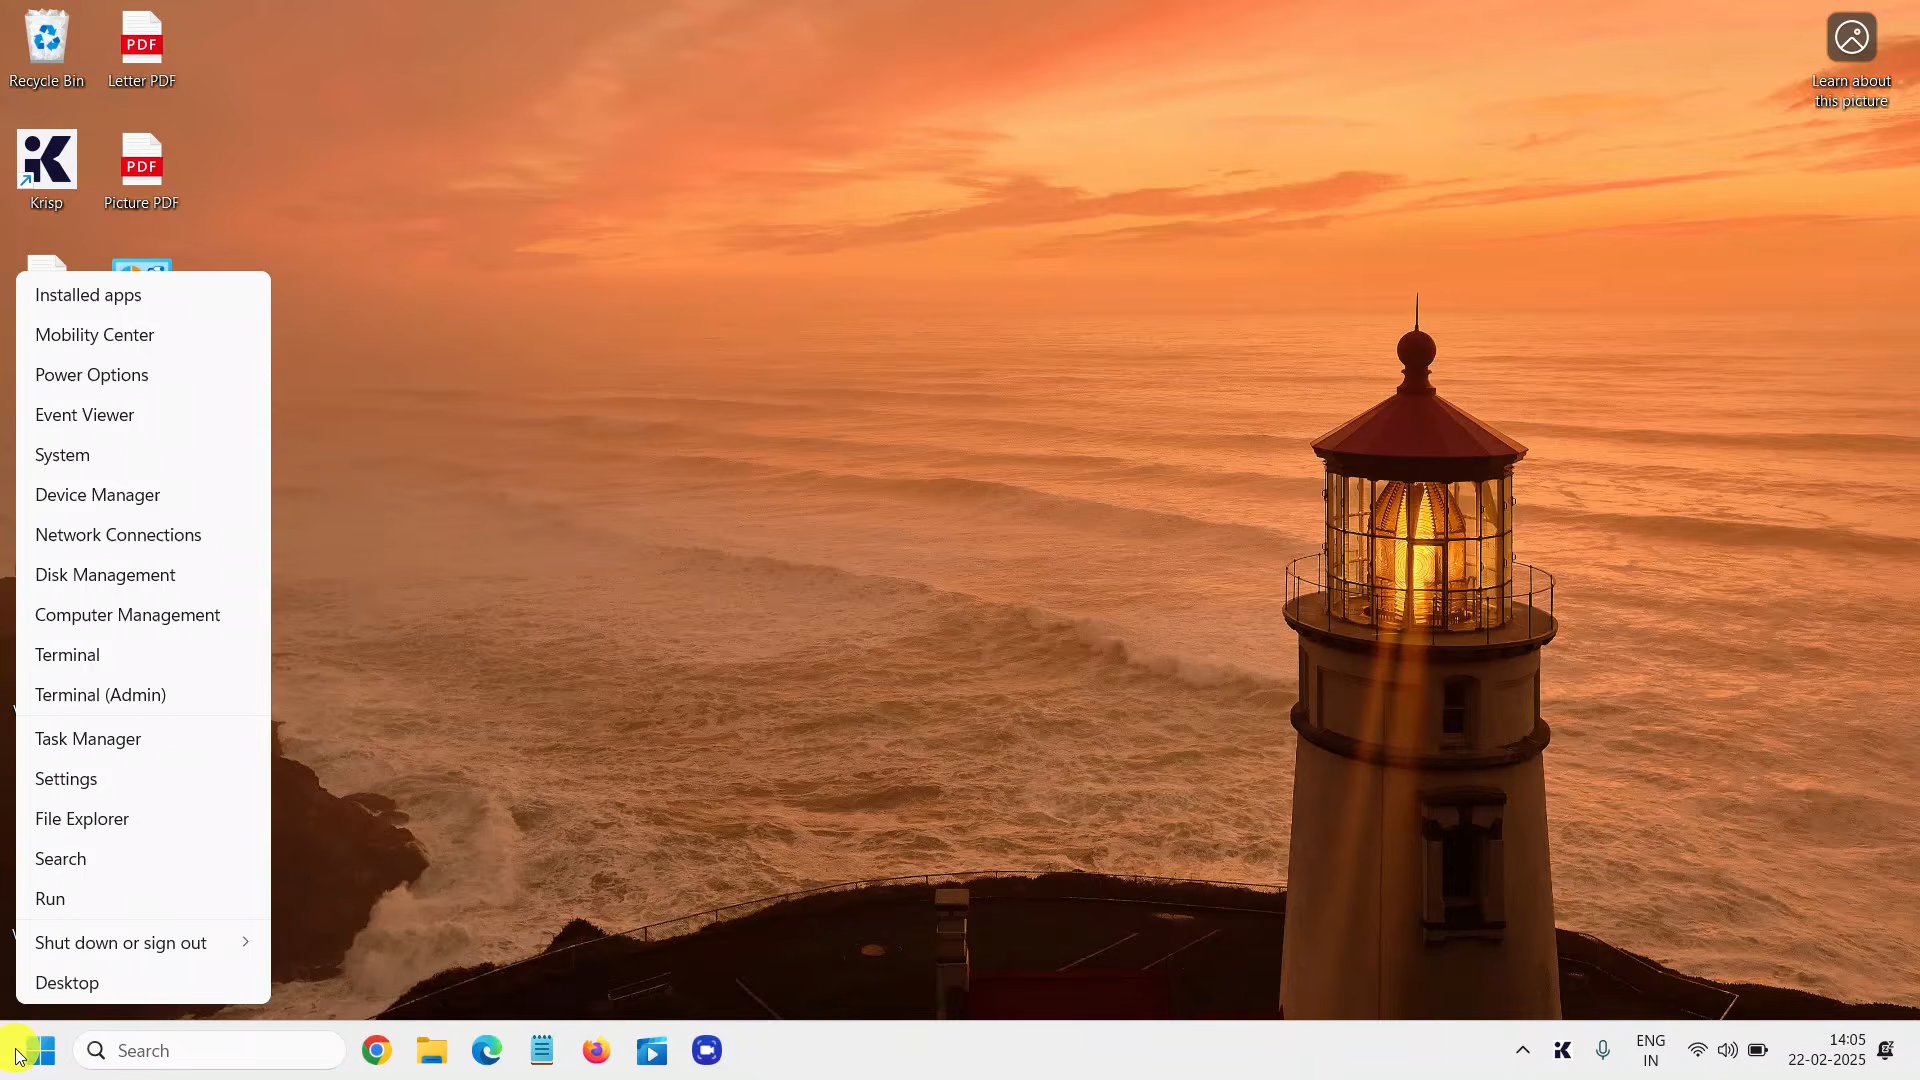 Recycle Bin
PDF
Letter PDF
Krisp
PDF
Picture PDF
Learn about
this picture
Installed apps
Mobility Center
Power Options
Event Viewer
System
Device Manager
Network Connections
Disk Management
Computer Management
Terminal
Terminal (Admin)
Task Manager
Settings
File Explorer
Search
Run
Shut down or sign out
Desktop
Search
ENG
IN
14:05
22-02-2025